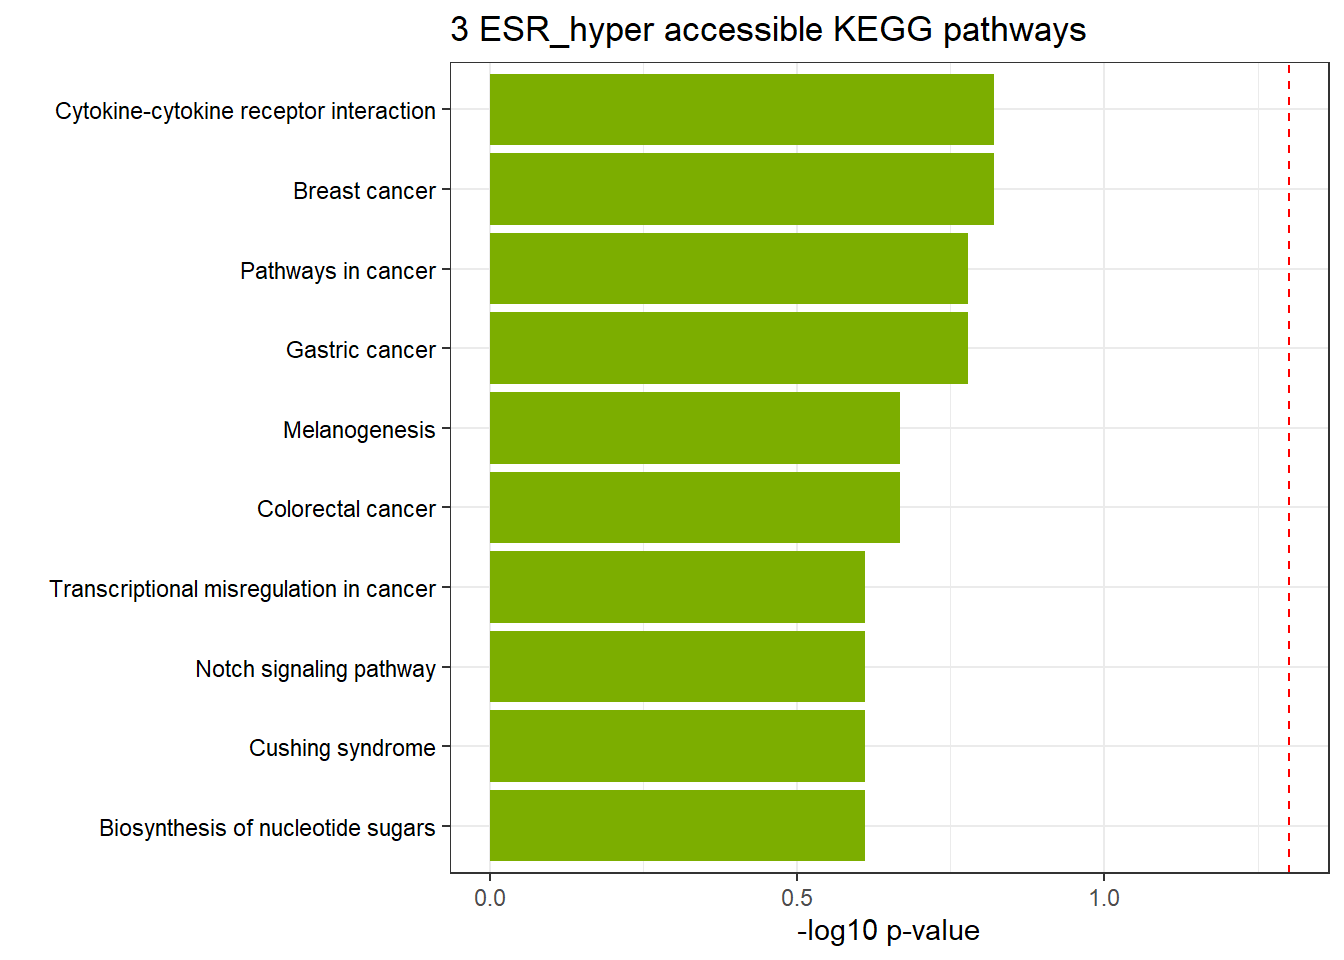 3 ESR_hyper accessible KEGG pathways
Cytokine-cytokine receptor interaction
Breast cancer
Pathways in cancer
Gastric cancer
Melanogenesis
Colorectal cancer
Transcriptional misregulation in cancer
Notch signaling pathway
Cushing syndrome
Biosynthesis of nucleotide sugars
0.0 0.5 1.0
-log10 p-value